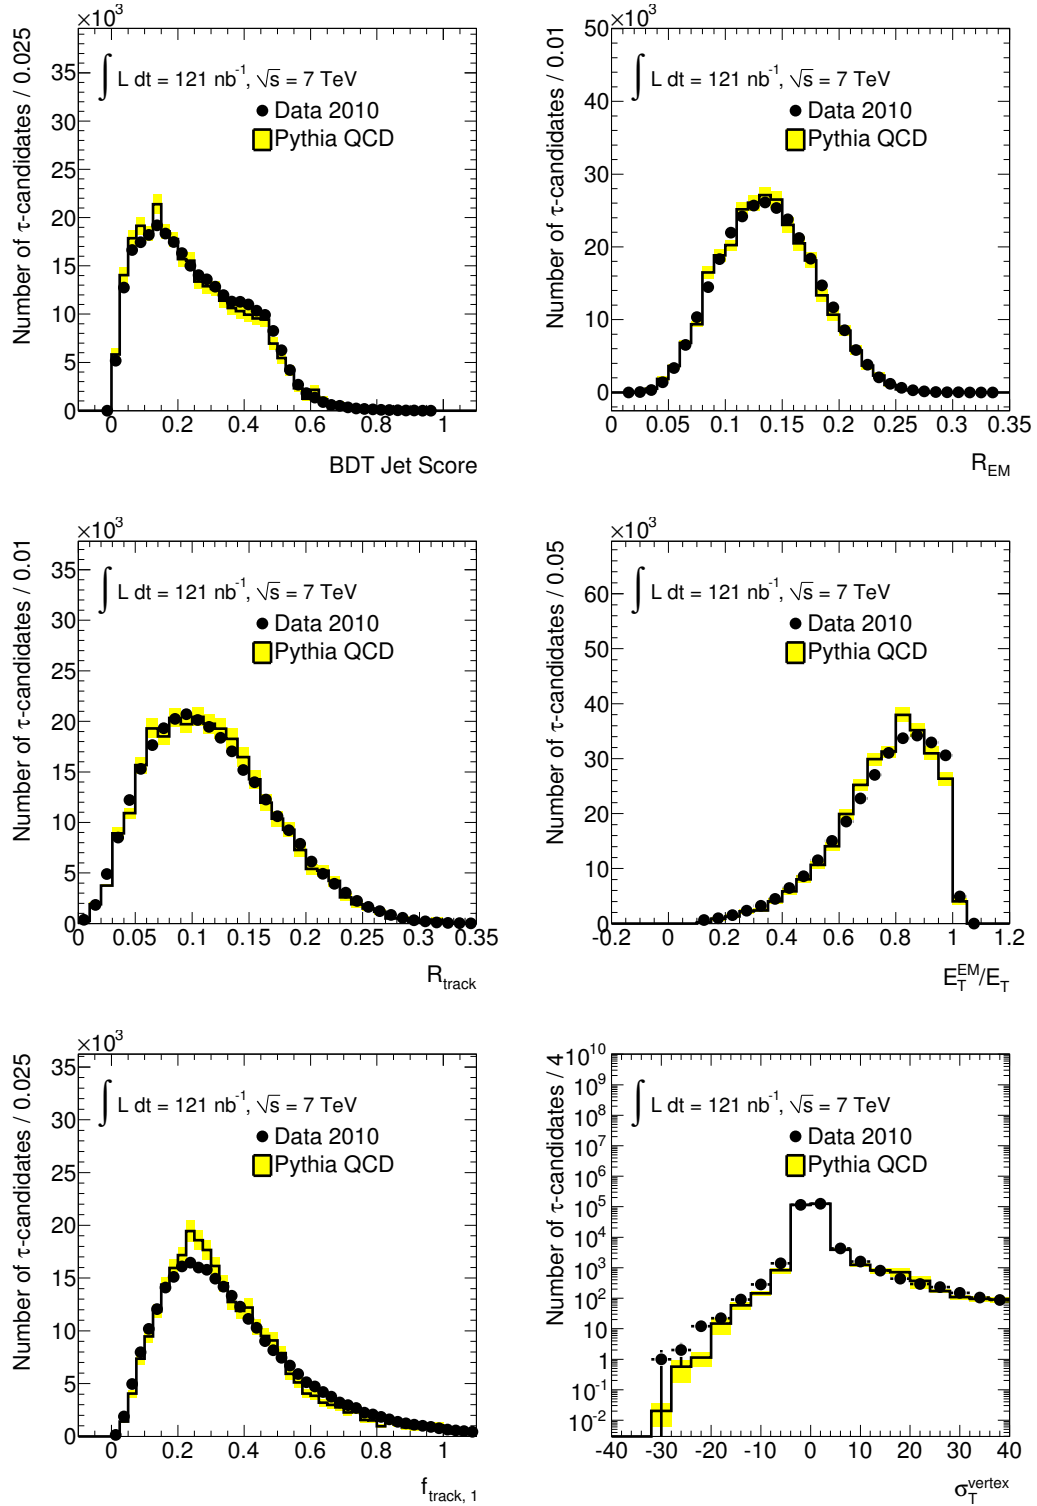 ×10³
Number of τ-candidates / 0.025
35
30
25
20
15
10
5
0
∫ L dt = 121 nb⁻¹, √s = 7 TeV
Data 2010
Pythia QCD
0 0.2 0.4 0.6 0.8 1
BDT Jet Score
×10³
Number of τ-candidates / 0.01
50
40
30
20
10
0
∫ L dt = 121 nb⁻¹, √s = 7 TeV
Data 2010
Pythia QCD
0 0.05 0.1 0.15 0.2 0.25 0.3 0.35
R_EM
×10³
Number of τ-candidates / 0.01
35
30
25
20
15
10
5
0
∫ L dt = 121 nb⁻¹, √s = 7 TeV
Data 2010
Pythia QCD
0 0.05 0.1 0.15 0.2 0.25 0.3 0.35
R_track
×10³
Number of τ-candidates / 0.05
60
50
40
30
20
10
0
∫ L dt = 121 nb⁻¹, √s = 7 TeV
Data 2010
Pythia QCD
-0.2 0 0.2 0.4 0.6 0.8 1 1.2
E_T^EM/E_T
×10³
Number of τ-candidates / 0.025
35
30
25
20
15
10
5
0
∫ L dt = 121 nb⁻¹, √s = 7 TeV
Data 2010
Pythia QCD
0 0.2 0.4 0.6 0.8 1
f_track, 1
Number of τ-candidates / 4
10¹⁰
10⁹
10⁸
10⁷
10⁶
10⁵
10⁴
10³
10²
10
1
10⁻¹
10⁻²
∫ L dt = 121 nb⁻¹, √s = 7 TeV
Data 2010
Pythia QCD
-40 -30 -20 -10 0 10 20 30 40
σ_T^vertex